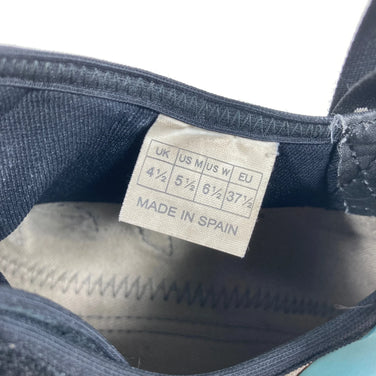 UK US M US W EU
4½ 5½ 6½ 37½
MADE IN SPAIN